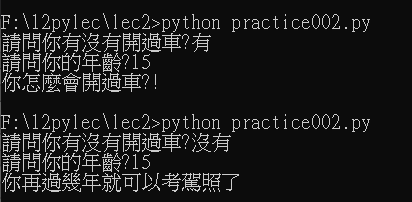 F:\12pylec\lec2>python practice002.py
請問你有沒有開過車?有
請問你的年齡?15
你怎麼會開過車?!
F:\12pylec\lec2>python practice002.py
請問你有沒有開過車?沒有
請問你的年齡?15
你再過幾年就可以考駕照了